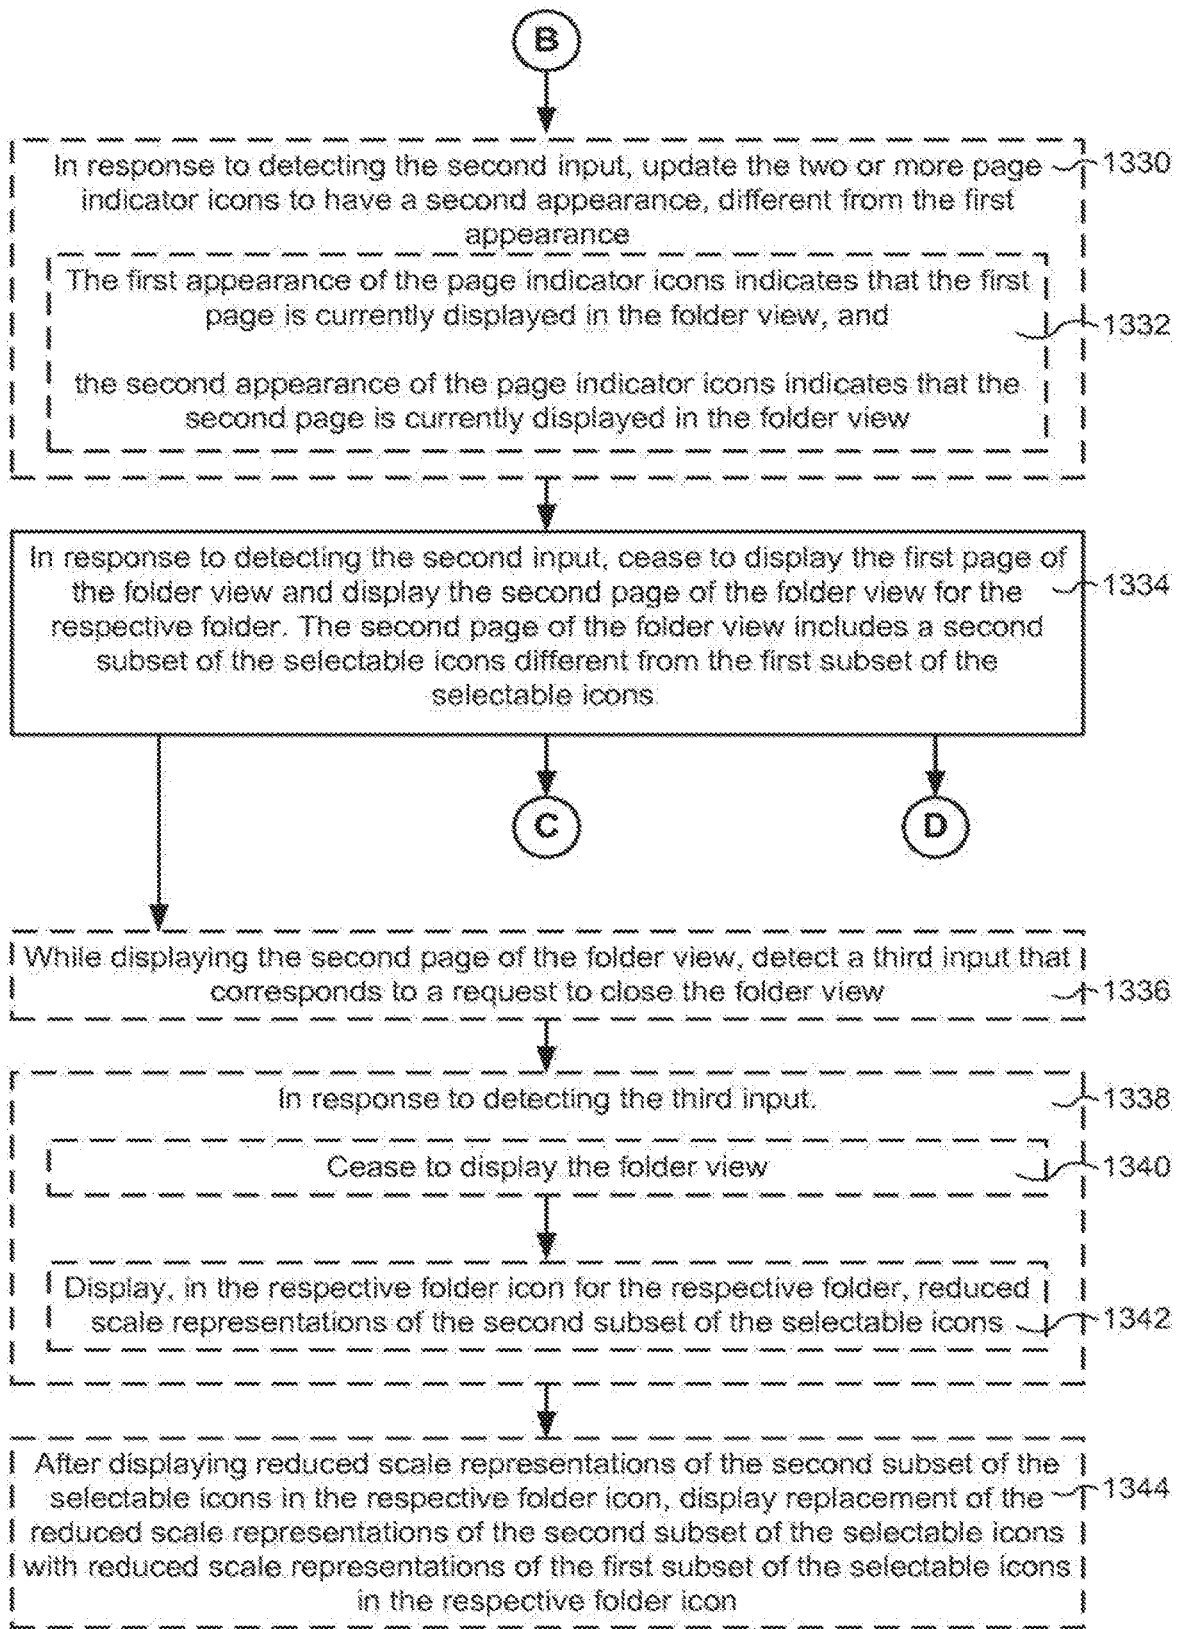 B
In response to detecting the second input, update the two or more page
indicator icons to have a second appearance, different from the first
appearance
1330
The first appearance of the page indicator icons indicates that the first
page is currently displayed in the folder view, and
1332
the second appearance of the page indicator icons indicates that the
second page is currently displayed in the folder view
In response to detecting the second input, cease to display the first page of
the folder view and display the second page of the folder view for the
1334
respective folder. The second page of the folder view includes a second
subset of the selectable icons different from the first subset of the
selectable icons
C
D
While displaying the second page of the folder view, detect a third input that
corresponds to a request to close the folder view
1336
In response to detecting the third input.
1338
Cease to display the folder view
1340
Display, in the respective folder icon for the respective folder, reduced
scale representations of the second subset of the selectable icons
1342
After displaying reduced scale representations of the second subset of the
selectable icons in the respective folder icon, display replacement of the
1344
reduced scale representations of the second subset of the selectable icons
with reduced scale representations of the first subset of the selectable icons
in the respective folder icon